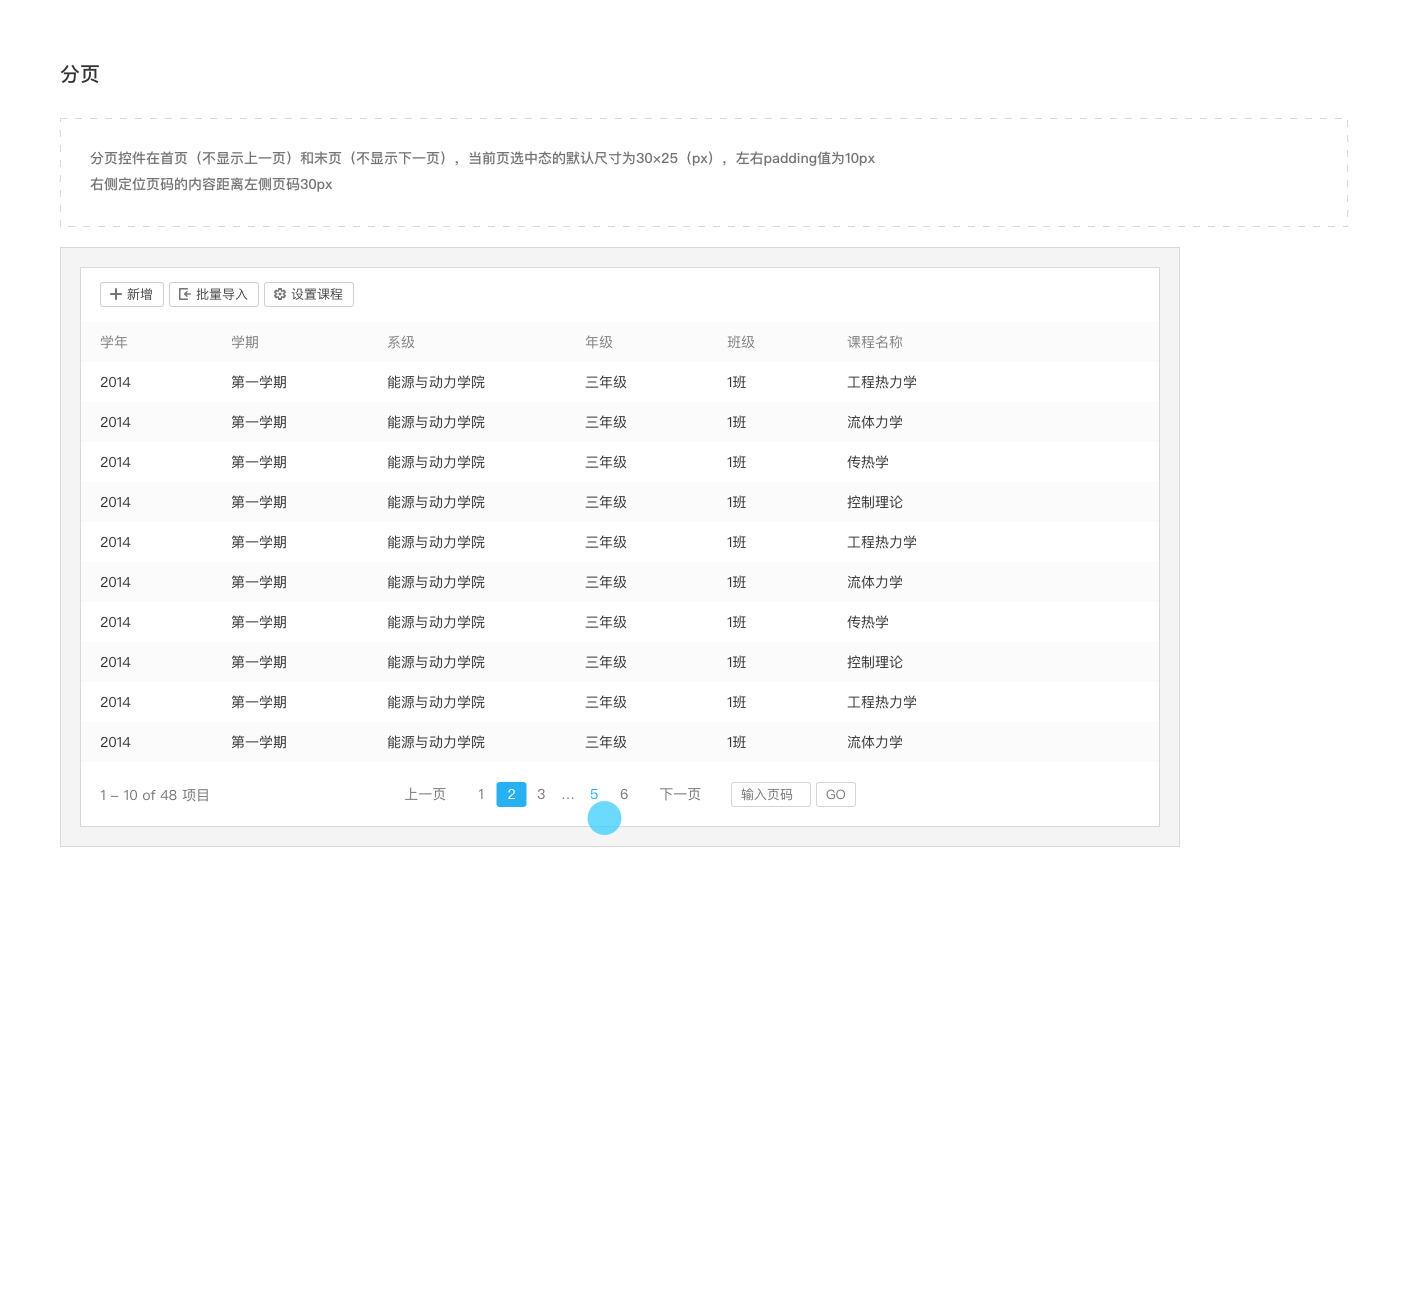 分页
分页控件在首页（不显示上一页）和末页（不显示下一页），当前页选中态的默认尺寸为30×25（px），左右padding值为10px
右侧定位页码的内容距离左侧页码30px
新增 批量导入 设置课程
学年 学期 系级 年级 班级 课程名称
2014 第一学期 能源与动力学院 三年级 1班 工程热力学
2014 第一学期 能源与动力学院 三年级 1班 流体力学
2014 第一学期 能源与动力学院 三年级 1班 传热学
2014 第一学期 能源与动力学院 三年级 1班 控制理论
2014 第一学期 能源与动力学院 三年级 1班 工程热力学
2014 第一学期 能源与动力学院 三年级 1班 流体力学
2014 第一学期 能源与动力学院 三年级 1班 传热学
2014 第一学期 能源与动力学院 三年级 1班 控制理论
2014 第一学期 能源与动力学院 三年级 1班 工程热力学
2014 第一学期 能源与动力学院 三年级 1班 流体力学
1 – 10 of 48 项目 上一页 1 2 3 ... 5 6 下一页 输入页码 GO